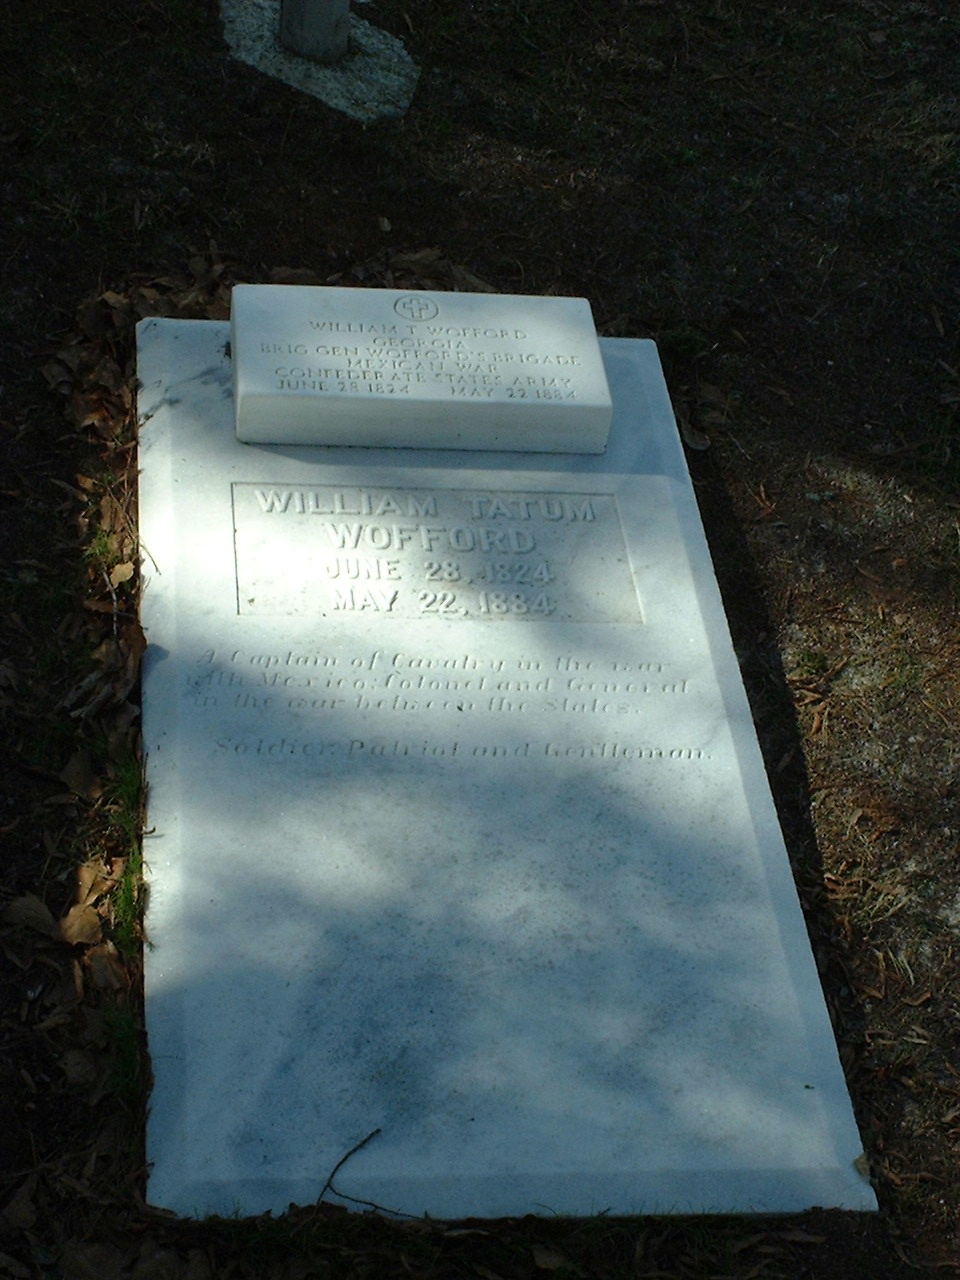 WILLIAM T WOFFORD
GEORGIA
BRIG GEN WOFFORD'S BRIGADE
MEXICAN WAR
CONFEDERATE STATES ARMY
JUNE 28 1824 MAY 22 1884
WILLIAM TATUM
WOFFORD
JUNE 28, 1824
MAY 22, 1884
A Captain of Cavalry in the war
with Mexico; Colonel and General
in the war between the States.
Soldier, Patriot and Gentleman.